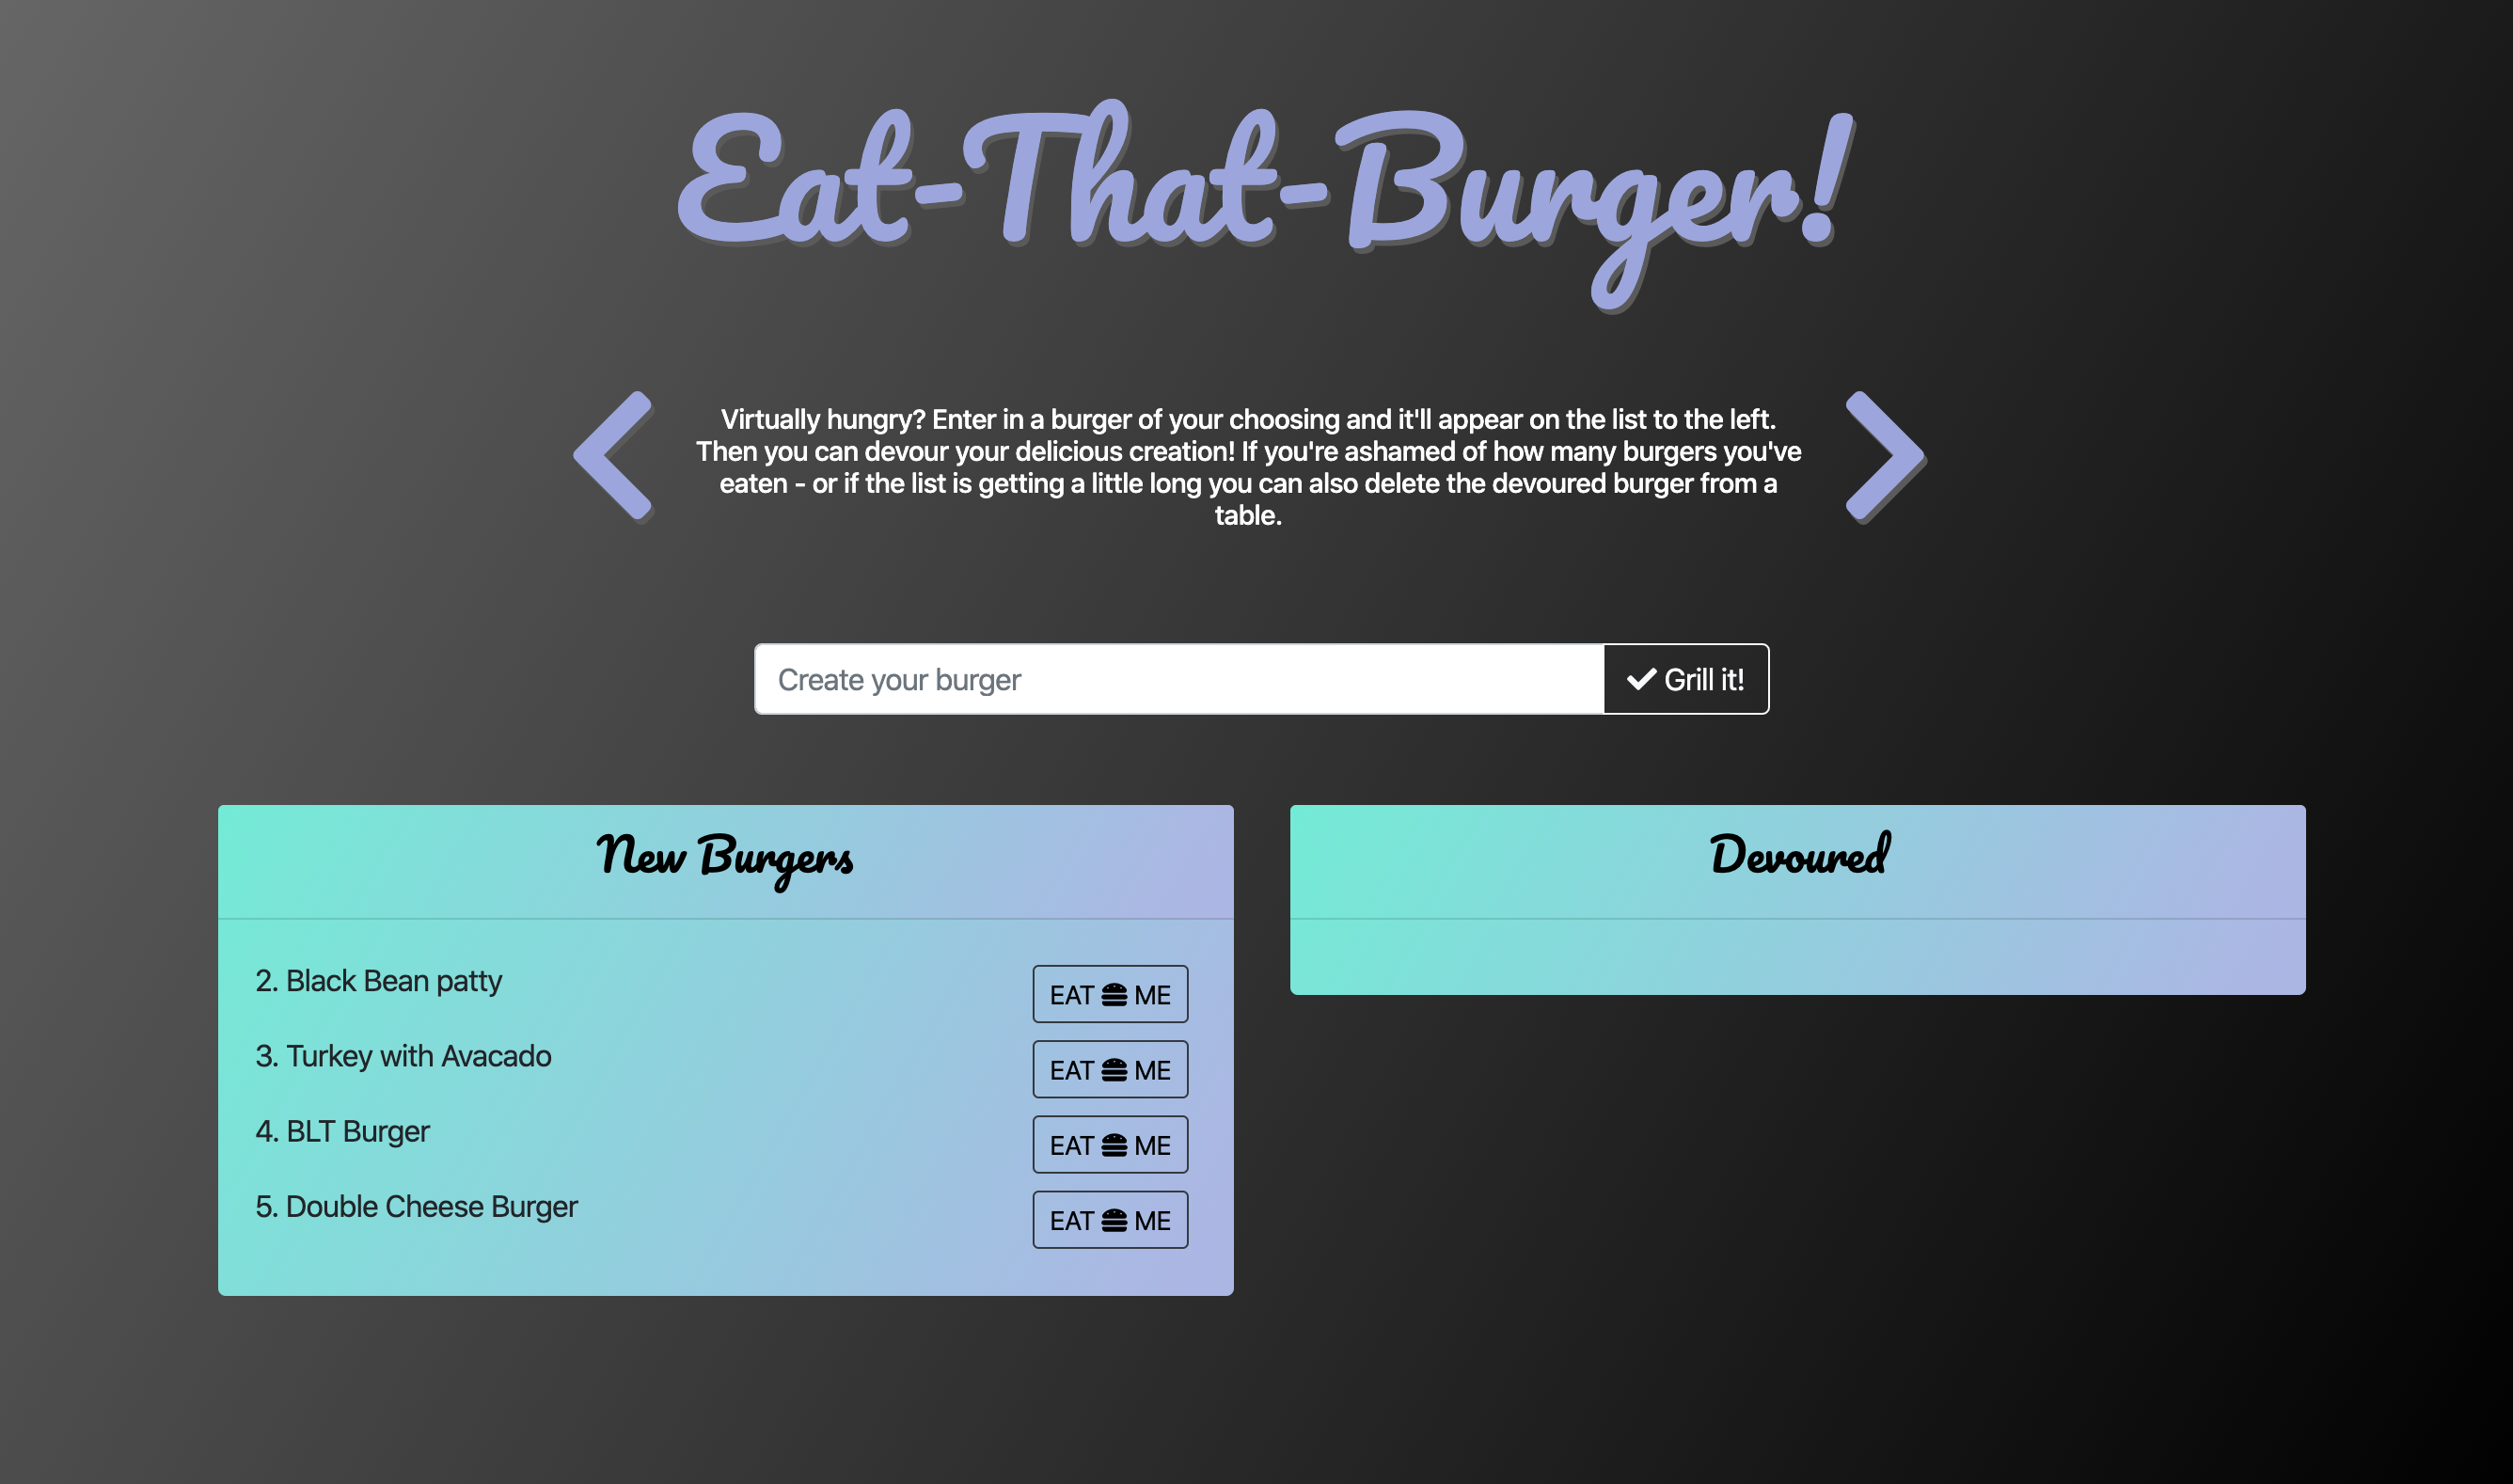 Eat-That-Burger!
Virtually hungry? Enter in a burger of your choosing and it'll appear on the list to the left.
Then you can devour your delicious creation! If you're ashamed of how many burgers you've
eaten - or if the list is getting a little long you can also delete the devoured burger from a
table.
Create your burger
Grill it!
New Burgers
2. Black Bean patty
EAT ME
3. Turkey with Avacado
EAT ME
4. BLT Burger
EAT ME
5. Double Cheese Burger
EAT ME
Devoured